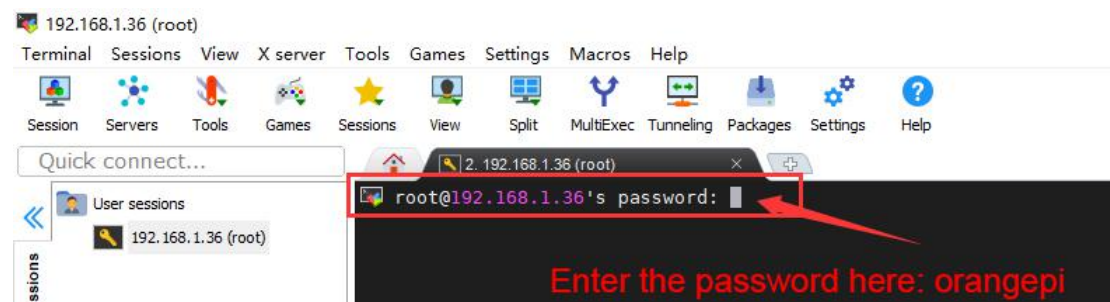 192.168.1.36 (root)
Terminal Sessions View X server Tools Games Settings Macros Help
Session Servers Tools Games Sessions View Split MultiExec Tunneling Packages Settings Help
Quick connect...
2. 192.168.1.36 (root)
root@192.168.1.36's password:
User sessions
192.168.1.36 (root)
Enter the password here: orangepi
ssions